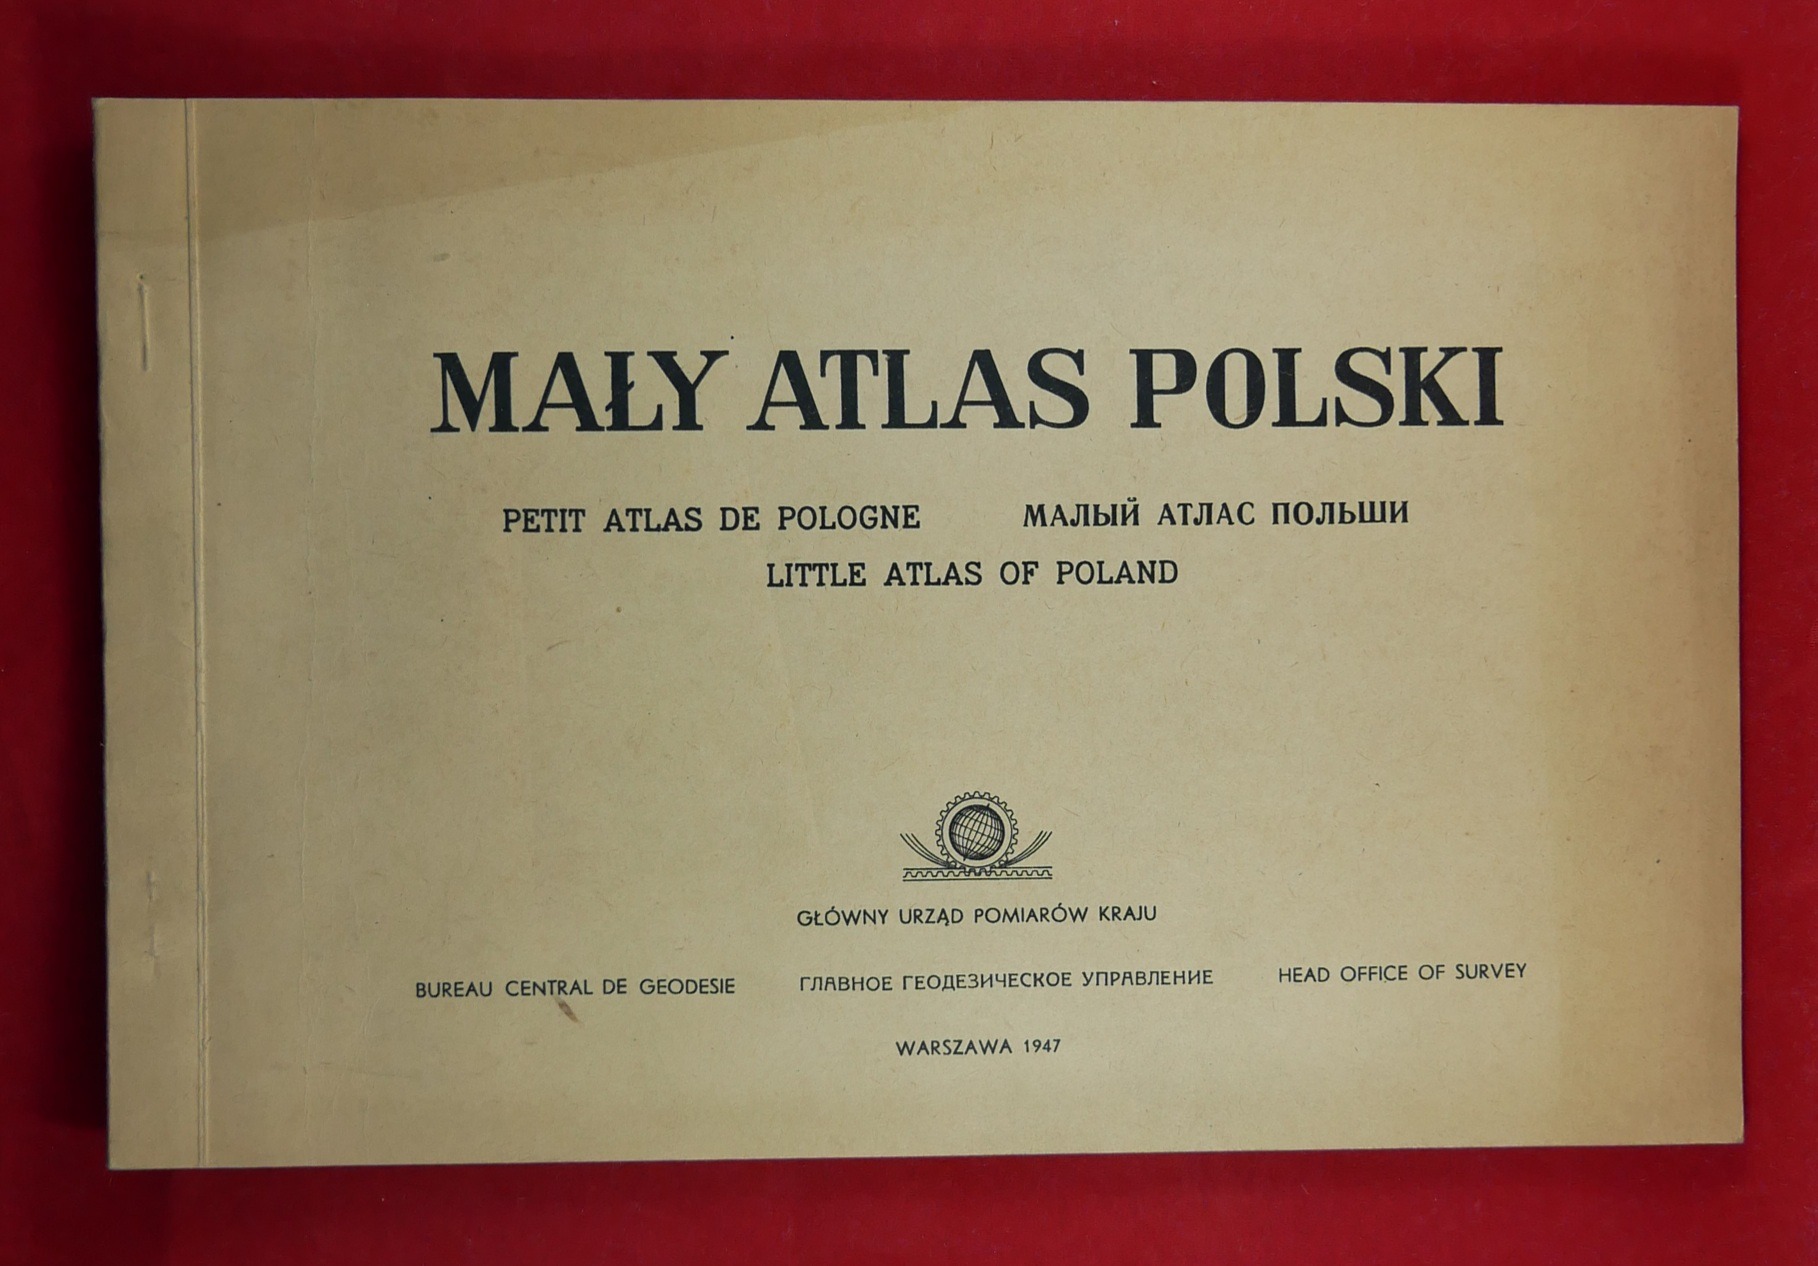 MAŁY ATLAS POLSKI
PETIT ATLAS DE POLOGNE МАЛЫЙ АТЛАС ПОЛЬШИ
LITTLE ATLAS OF POLAND
GŁÓWNY URZĄD POMIARÓW KRAJU
BUREAU CENTRAL DE GEODESIE ГЛАВНОЕ ГЕОДЕЗИЧЕСКОЕ УПРАВЛЕНИЕ HEAD OFFICE OF SURVEY
WARSZAWA 1947